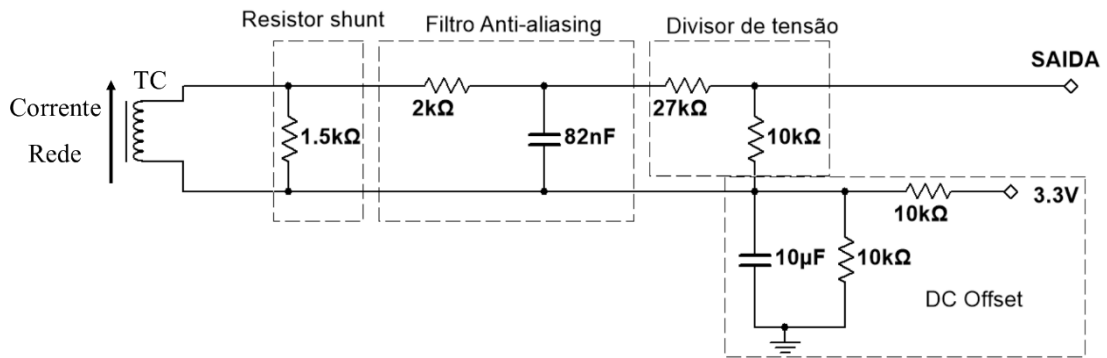 Resistor shunt
Filtro Anti-aliasing
Divisor de tensão
SAIDA
TC
Corrente
Rede
2kΩ
27kΩ
1.5kΩ
82nF
10kΩ
10kΩ
3.3V
10µF
10kΩ
DC Offset